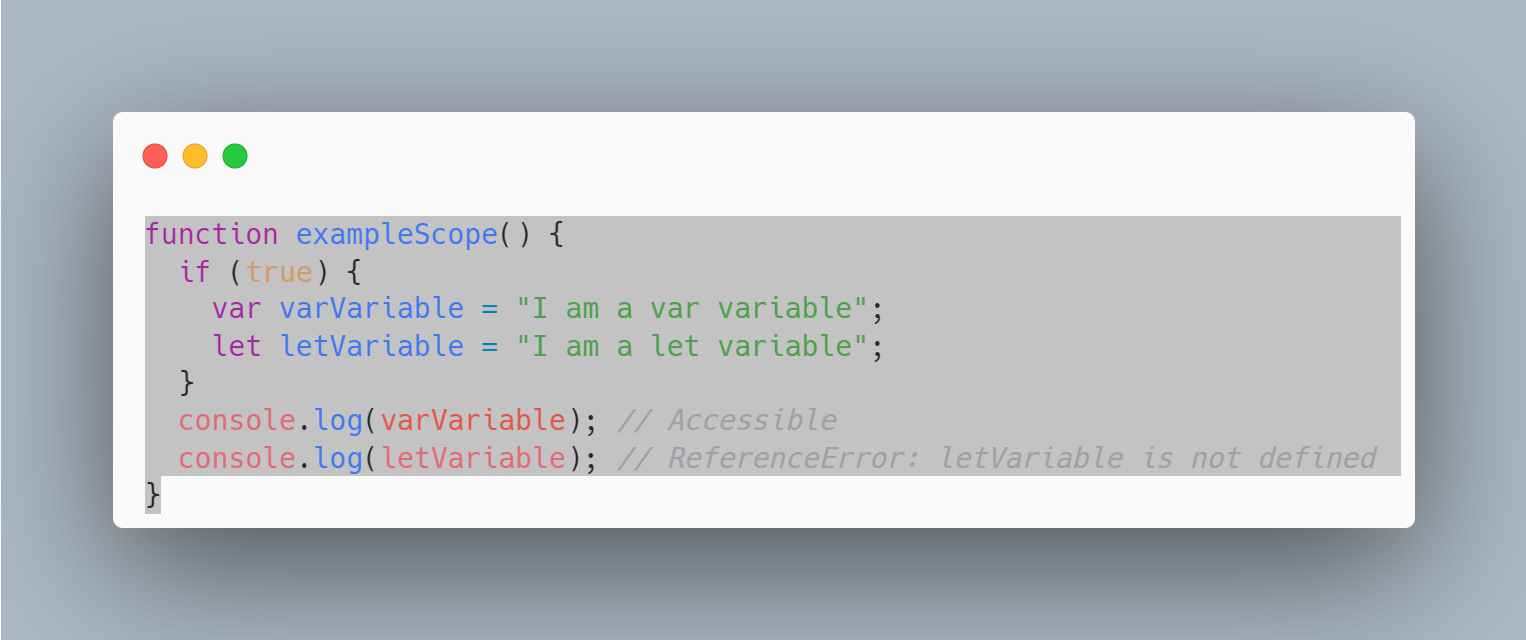 function exampleScope() {
  if (true) {
    var varVariable = "I am a var variable";
    let letVariable = "I am a let variable";
  }
  console.log(varVariable); // Accessible
  console.log(letVariable); // ReferenceError: letVariable is not defined
}